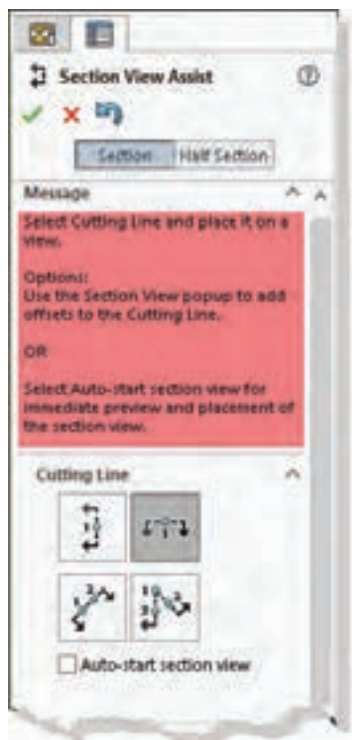 Section View Assist
Section Half Section
Message
Select Cutting Line and place it on a
view.
Options:
Use the Section View popup to add
offsets to the Cutting Line.
OR
Select Auto-start section view for
immediate preview and placement of
the section view.
Cutting Line
Auto-start section view